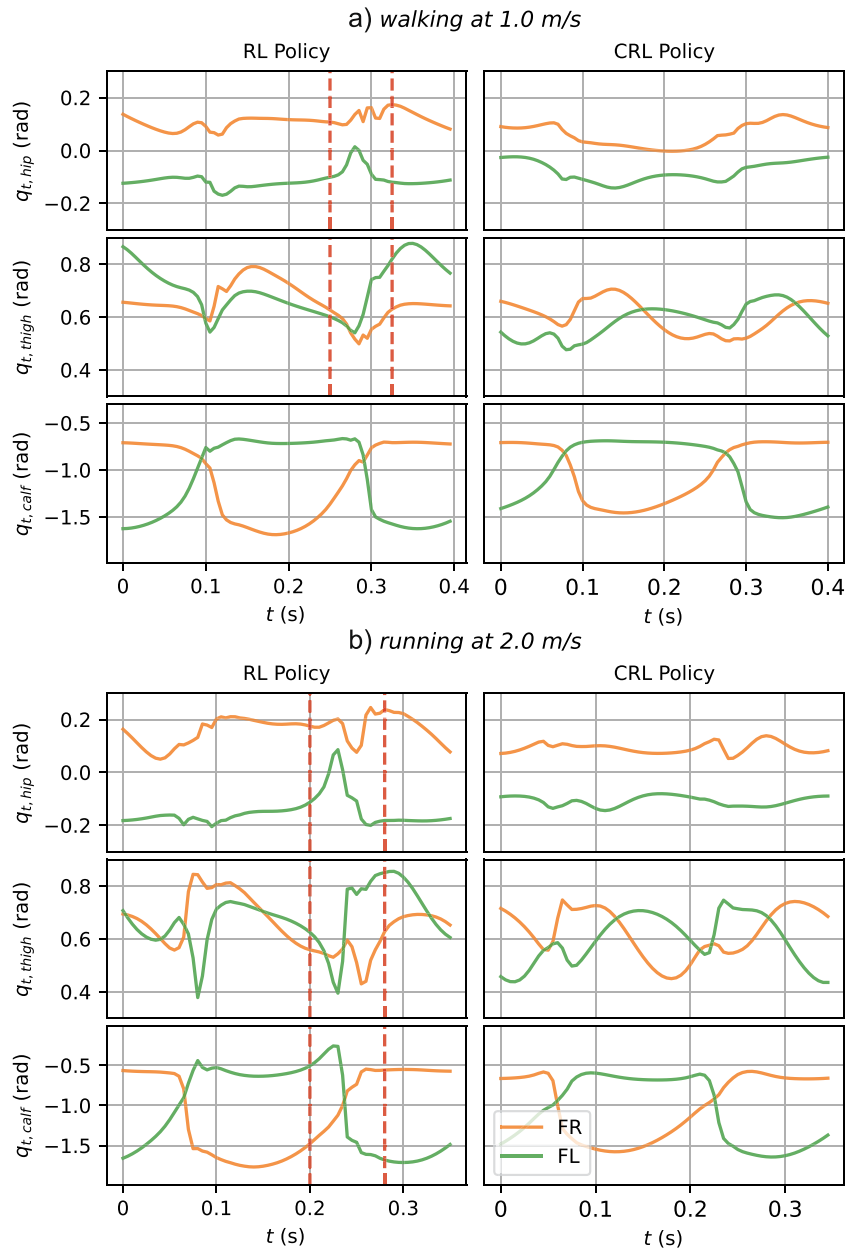 a) walking at 1.0 m/s
RL Policy CRL Policy
q_{t, hip} (rad)
0.2
0.0
−0.2
q_{t, thigh} (rad)
0.8
0.6
0.4
q_{t, calf} (rad)
−0.5
−1.0
−1.5
0 0.1 0.2 0.3 0.4 0 0.1 0.2 0.3 0.4
t (s) t (s)
b) running at 2.0 m/s
RL Policy CRL Policy
q_{t, hip} (rad)
0.2
0.0
−0.2
q_{t, thigh} (rad)
0.8
0.6
0.4
q_{t, calf} (rad)
−0.5
−1.0
−1.5
FR
FL
0 0.1 0.2 0.3 0 0.1 0.2 0.3
t (s) t (s)